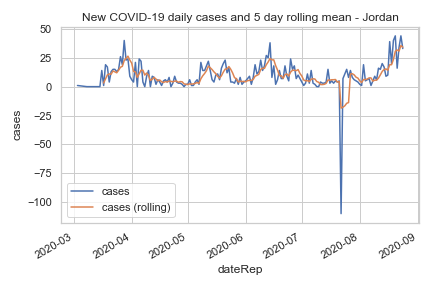 New COVID-19 daily cases and 5 day rolling mean - Jordan
50
25
0
−25
−50
−75
−100
cases
cases
cases (rolling)
2020-03
2020-04
2020-05
2020-06
2020-07
2020-08
2020-09
dateRep